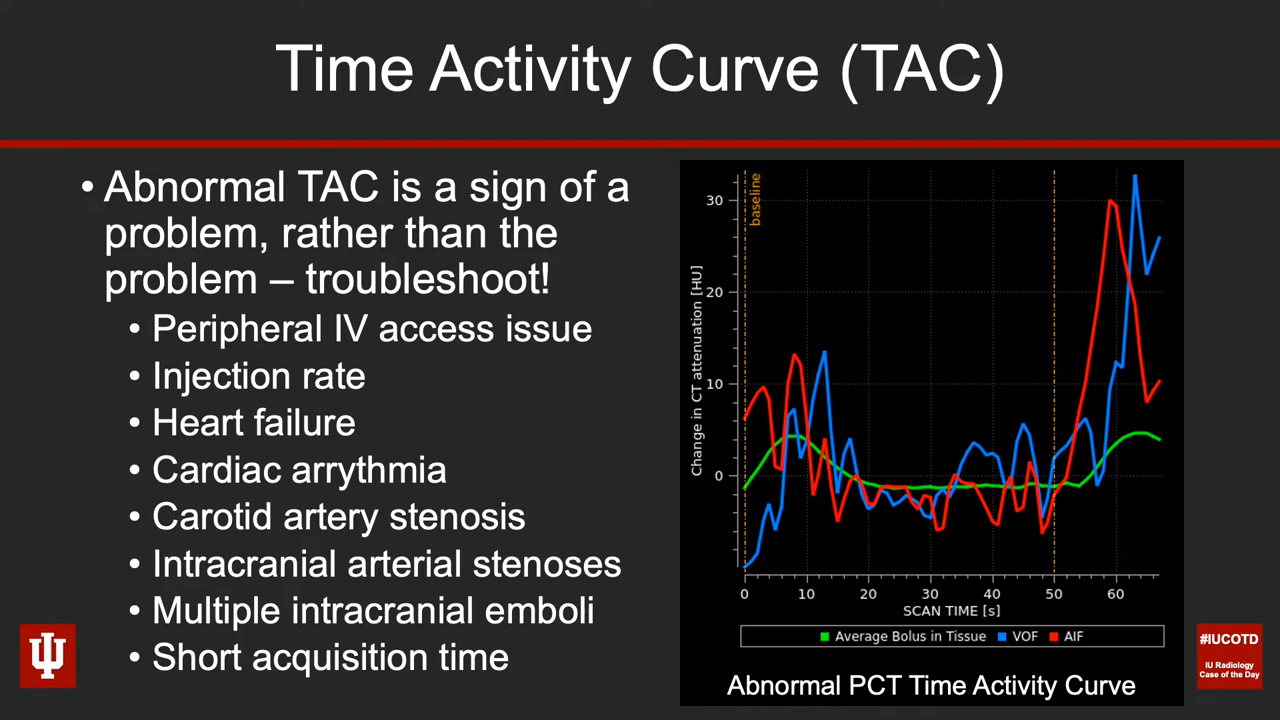 Time Activity Curve (TAC)
• Abnormal TAC is a sign of a
problem, rather than the
problem – troubleshoot!
• Peripheral IV access issue
• Injection rate
• Heart failure
• Cardiac arrythmia
• Carotid artery stenosis
• Intracranial arterial stenoses
• Multiple intracranial emboli
• Short acquisition time
baseline
Change in CT attenuation [HU]
30
20
10
0
0 10 20 30 40 50 60
SCAN TIME [s]
Average Bolus in Tissue VOF AIF
Abnormal PCT Time Activity Curve
#IUCOTD
IU Radiology
Case of the Day